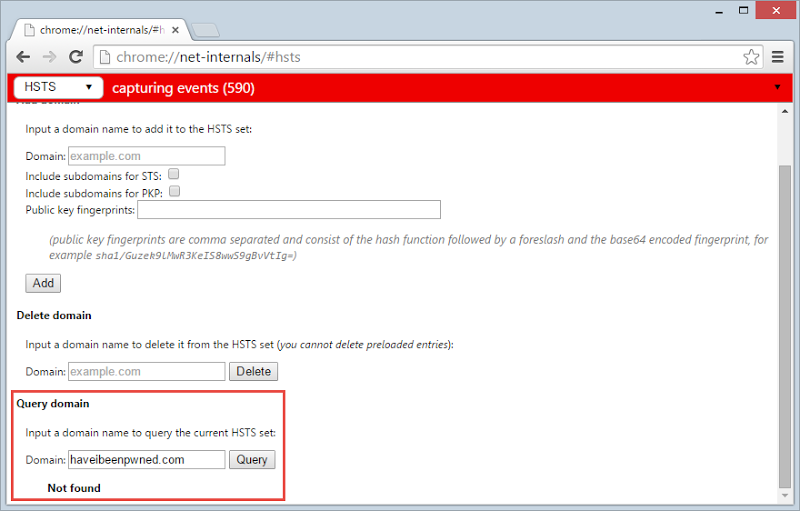 chrome://net-internals/#hs
chrome://net-internals/#hsts
HSTS capturing events (590)
Add domain
Input a domain name to add it to the HSTS set:
Domain: example.com
Include subdomains for STS:
Include subdomains for PKP:
Public key fingerprints:
(public key fingerprints are comma separated and consist of the hash function followed by a foreslash and the base64 encoded fingerprint, for
example sha1/Guzek9lMwR3KeIS8wwS9gBvVtIg=)
Add
Delete domain
Input a domain name to delete it from the HSTS set (you cannot delete preloaded entries):
Domain: example.com Delete
Query domain
Input a domain name to query the current HSTS set:
Domain: haveibeenpwned.com Query
Not found